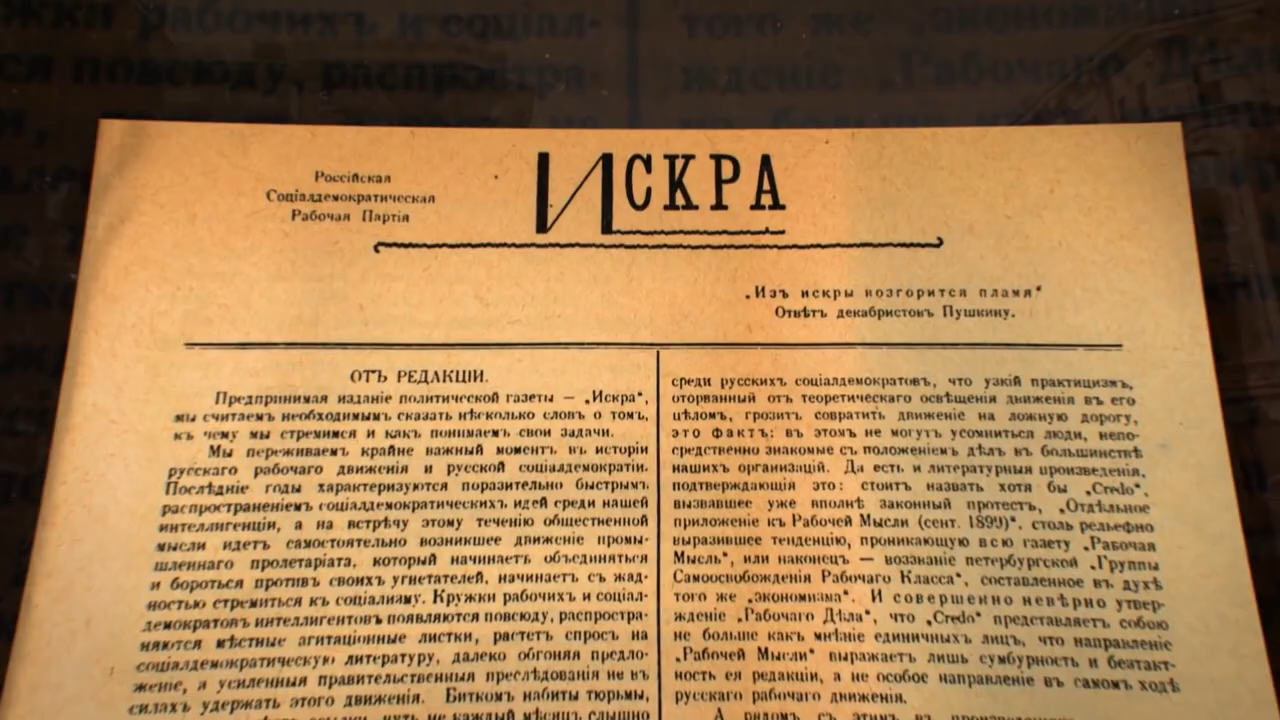 Россійская
Соціалдемократическая
Рабочая Партія
ИСКРА
„Изъ искры возгорится пламя“
Отвѣтъ декабристовъ Пушкину.
ОТЪ РЕДАКЦІИ.
Предпринимая изданіе политической газеты — „Искра“,
мы считаемъ необходимымъ сказать нѣсколько словъ о томъ,
къ чему мы стремимся и какъ понимаемъ свои задачи.
Мы переживаемъ крайне важный моментъ въ исторіи
русскаго рабочаго движенія и русской соціалдемократіи.
Послѣдніе годы характеризуются поразительно быстрымъ
распространеніемъ соціалдемократическихъ идей среди нашей
интеллигенціи, а на встрѣчу этому теченію общественной
мысли идетъ самостоятельно возникшее движеніе промы-
шленнаго пролетаріата, который начинаетъ объединяться
и бороться противъ своихъ угнетателей, начинаетъ съ жад-
ностью стремиться къ соціализму. Кружки рабочихъ и соціал-
демократовъ интеллигентовъ появляются повсюду, распростра-
няются мѣстные агитаціонные листки, растетъ спросъ на
соціалдемократическую литературу, далеко обгоняя предло-
женіе, а усиленныя правительственныя преслѣдованія не въ
силахъ удержать этого движенія. Биткомъ набиты тюрьмы,
чуть не каждый мѣсяцъ слышно
среди русскихъ соціалдемократовъ, что узкій практицизмъ,
оторванный отъ теоретическаго освѣщенія движенія въ его
цѣломъ, грозитъ совратить движеніе на ложную дорогу,
это фактъ: въ этомъ не могутъ усомниться люди, непо-
средственно знакомые съ положеніемъ дѣлъ въ большинствѣ
нашихъ организацій. Да есть и литературныя произведенія,
подтверждающія это: стоитъ назвать хотя бы „Credo“,
вызвавшее уже вполнѣ законный протестъ, „Отдѣльное
приложеніе къ Рабочей Мысли (сент. 1899)“, столь рельефно
выразившее тенденцію, проникающую всю газету „Рабочая
Мысль“, или наконецъ — воззваніе петербургской „Группы
Самоосвобожденія Рабочаго Класса“, составленное въ духѣ
того же „экономизма“. И совершенно невѣрно утвер-
жденіе „Рабочаго Дѣла“, что „Credo“ представляетъ собою
не больше какъ мнѣніе единичныхъ лицъ, что направленіе
„Рабочей Мысли“ выражаетъ лишь сумбурность и безтакт-
ность ея редакціи, а не особое направленіе въ самомъ ходѣ
русскаго рабочаго движенія.
А рядомъ съ этимъ въ